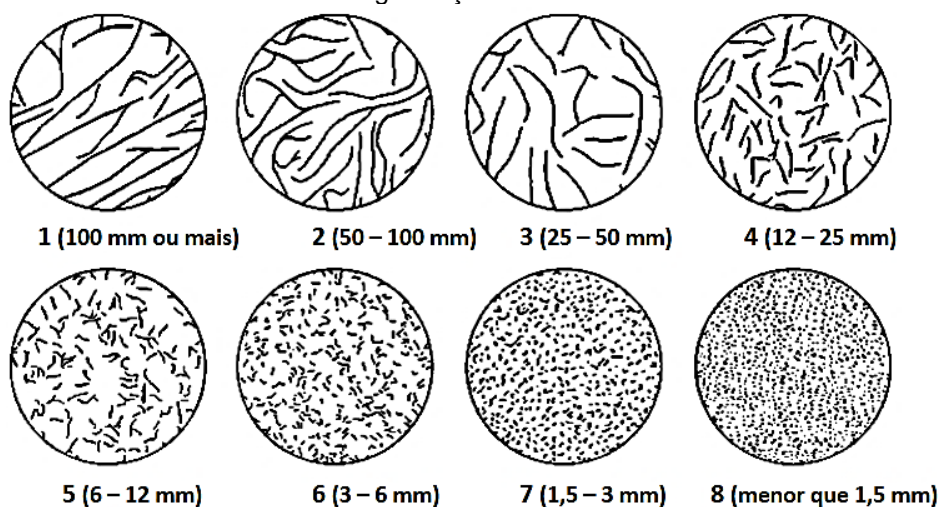 1 (100 mm ou mais)
2 (50 – 100 mm)
3 (25 – 50 mm)
4 (12 – 25 mm)
5 (6 – 12 mm)
6 (3 – 6 mm)
7 (1,5 – 3 mm)
8 (menor que 1,5 mm)